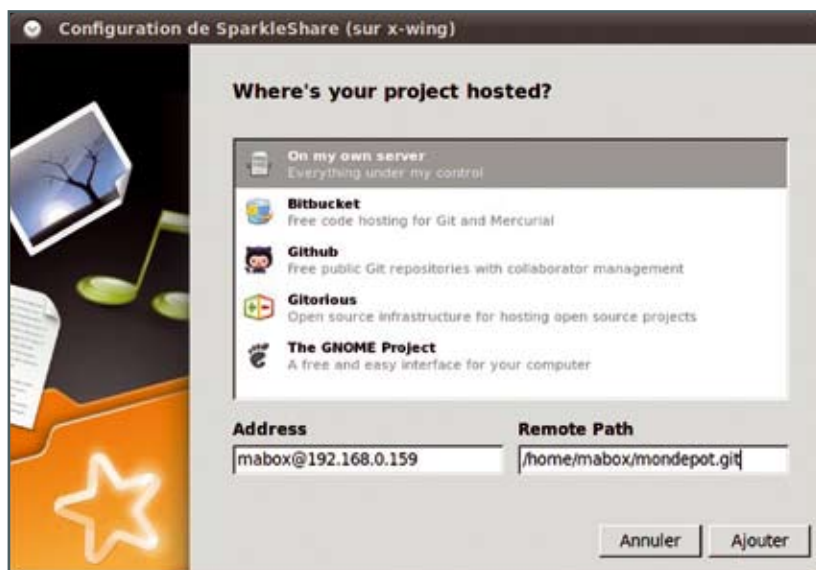 Configuration de SparkleShare (sur x-wing)
Where's your project hosted?
On my own server
Everything under my control
Bitbucket
Free code hosting for Git and Mercurial
Github
Free public Git repositories with collaborator management
Gitorious
Open source infrastructure for hosting open source projects
The GNOME Project
A free and easy interface for your computer
Address
Remote Path
mabox@192.168.0.159
/home/mabox/mondepot.git
Annuler
Ajouter